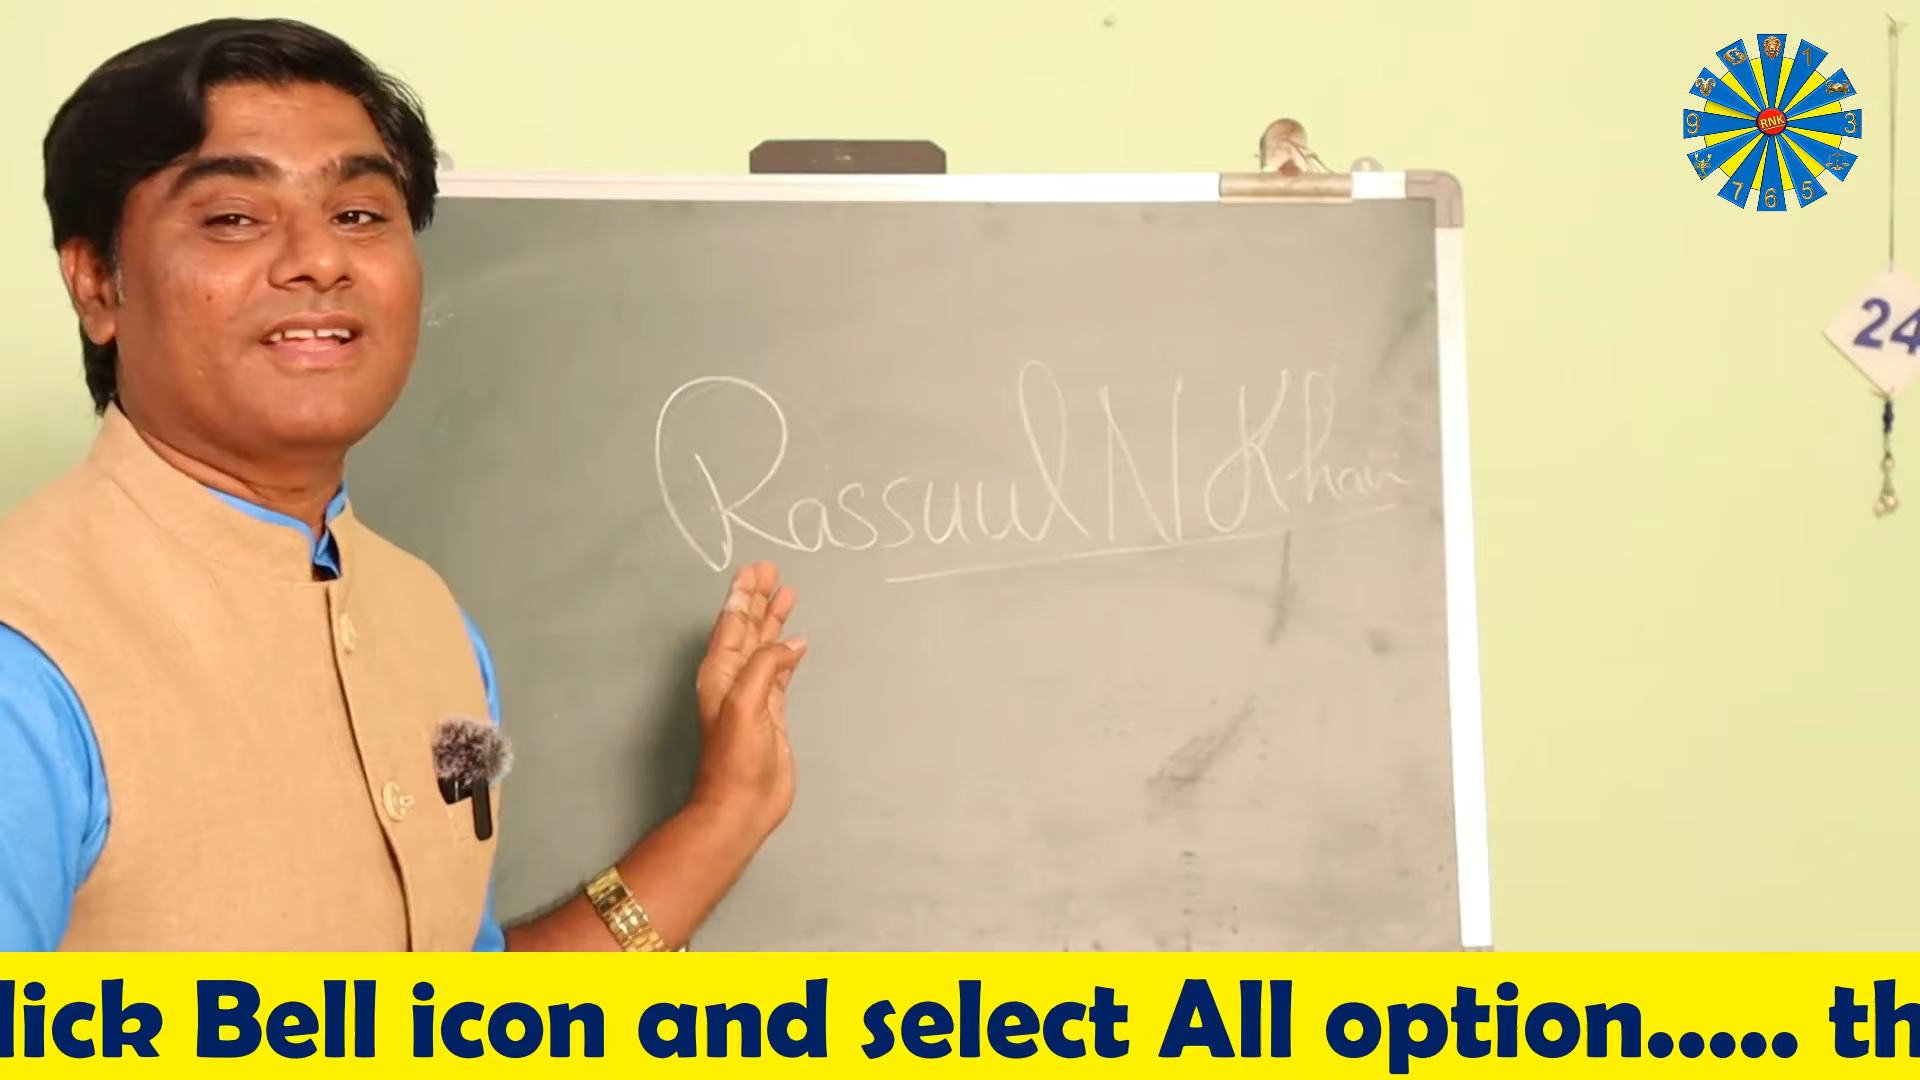 9 1 3 5 6 7
RNK
24
Rassuul N Khan
lick Bell icon and select All option..... th